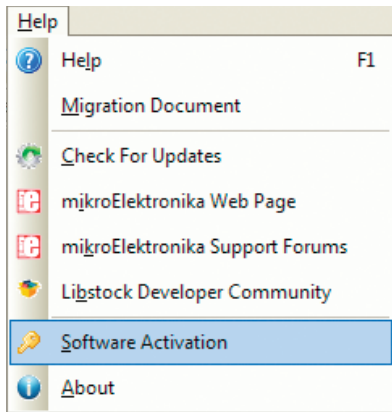 Help
Help F1
Migration Document
Check For Updates
mikroElektronika Web Page
mikroElektronika Support Forums
Libstock Developer Community
Software Activation
About